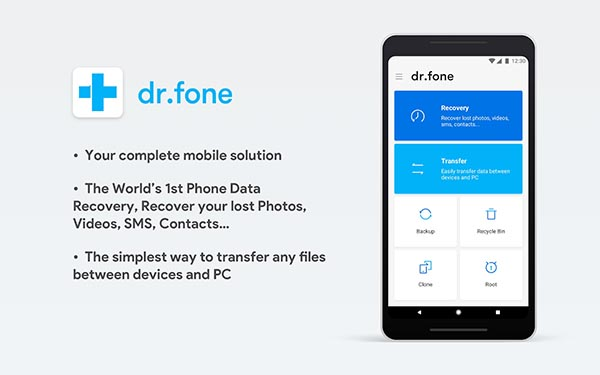 dr.fone
• Your complete mobile solution
• The World's 1st Phone Data
Recovery, Recover your lost Photos,
Videos, SMS, Contacts...
• The simplest way to transfer any files
between devices and PC
12:30
dr.fone
Recovery
Recover lost photos, videos,
sms, contacts...
Transfer
Easily transfer data between
devices and PC
Backup
Recycle Bin
Clone
Root